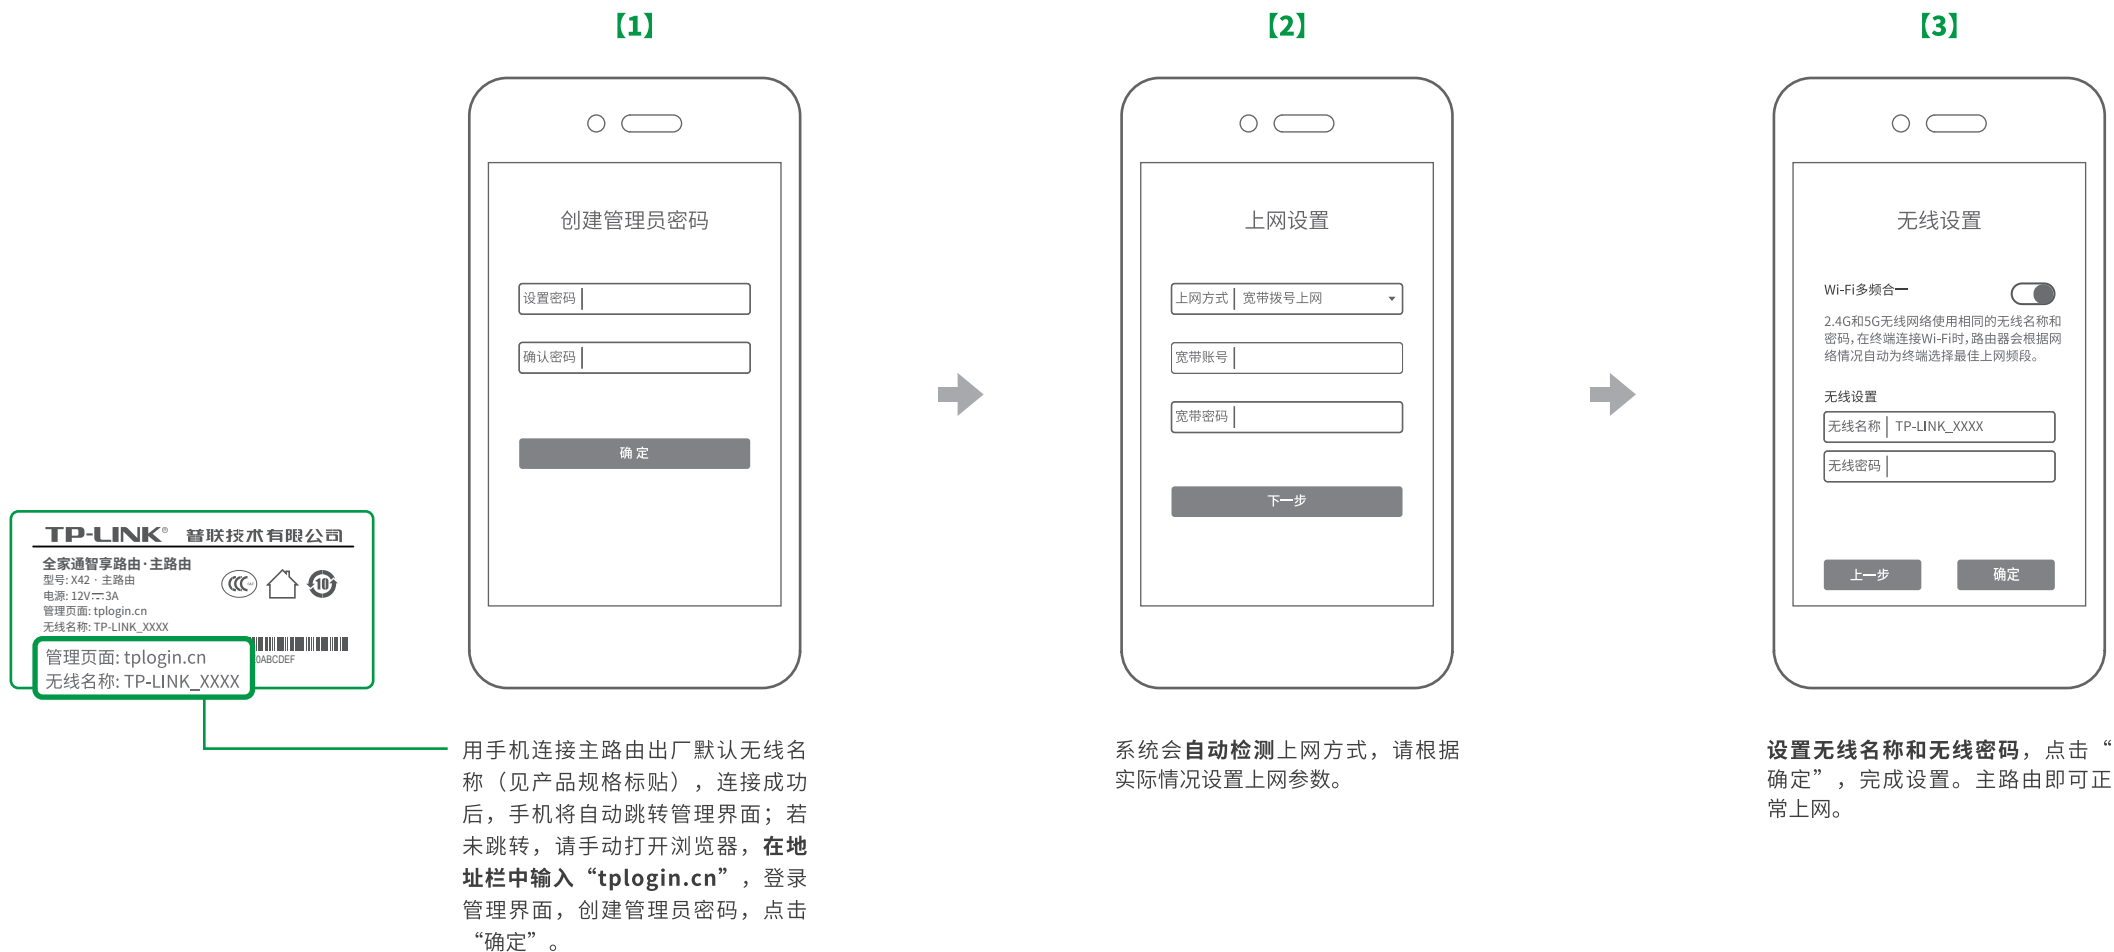 【1】
创建管理员密码
设置密码
确认密码
确 定
TP-LINK® 普联技术有限公司
全家通智享路由·主路由
型号: X42 · 主路由
电源: 12V⎓3A
管理页面: tplogin.cn
无线名称: TP-LINK_XXXX
CCC
10
0ABCDEF
管理页面: tplogin.cn
无线名称: TP-LINK_XXXX
用手机连接主路由出厂默认无线名
称（见产品规格标贴），连接成功
后，手机将自动跳转管理界面；若
未跳转，请手动打开浏览器，在地
址栏中输入“tplogin.cn”，登录
管理界面，创建管理员密码，点击
“确定”。
【2】
上网设置
上网方式 宽带拨号上网
宽带账号
宽带密码
下一步
系统会自动检测上网方式，请根据
实际情况设置上网参数。
【3】
无线设置
Wi-Fi多频合一
2.4G和5G无线网络使用相同的无线名称和
密码，在终端连接Wi-Fi时，路由器会根据网
络情况自动为终端选择最佳上网频段。
无线设置
无线名称 TP-LINK_XXXX
无线密码
上一步 确定
设置无线名称和无线密码，点击“
确定”，完成设置。主路由即可正
常上网。